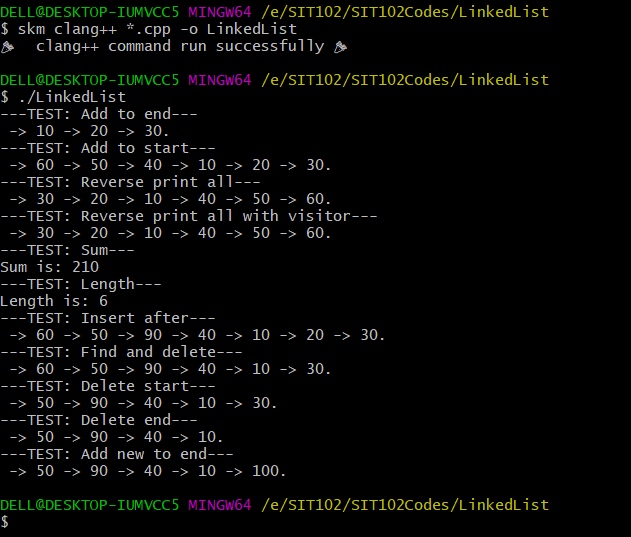 DELL@DESKTOP-IUMVCC5 MINGW64 /e/SIT102/SIT102Codes/LinkedList
$ skm clang++ *.cpp -o LinkedList
🎉  clang++ command run successfully 🎉
DELL@DESKTOP-IUMVCC5 MINGW64 /e/SIT102/SIT102Codes/LinkedList
$ ./LinkedList
---TEST: Add to end---
 -> 10 -> 20 -> 30.
---TEST: Add to start---
 -> 60 -> 50 -> 40 -> 10 -> 20 -> 30.
---TEST: Reverse print all---
 -> 30 -> 20 -> 10 -> 40 -> 50 -> 60.
---TEST: Reverse print all with visitor---
 -> 30 -> 20 -> 10 -> 40 -> 50 -> 60.
---TEST: Sum---
Sum is: 210
---TEST: Length---
Length is: 6
---TEST: Insert after---
 -> 60 -> 50 -> 90 -> 40 -> 10 -> 20 -> 30.
---TEST: Find and delete---
 -> 60 -> 50 -> 90 -> 40 -> 10 -> 30.
---TEST: Delete start---
 -> 50 -> 90 -> 40 -> 10 -> 30.
---TEST: Delete end---
 -> 50 -> 90 -> 40 -> 10.
---TEST: Add new to end---
 -> 50 -> 90 -> 40 -> 10 -> 100.
DELL@DESKTOP-IUMVCC5 MINGW64 /e/SIT102/SIT102Codes/LinkedList
$